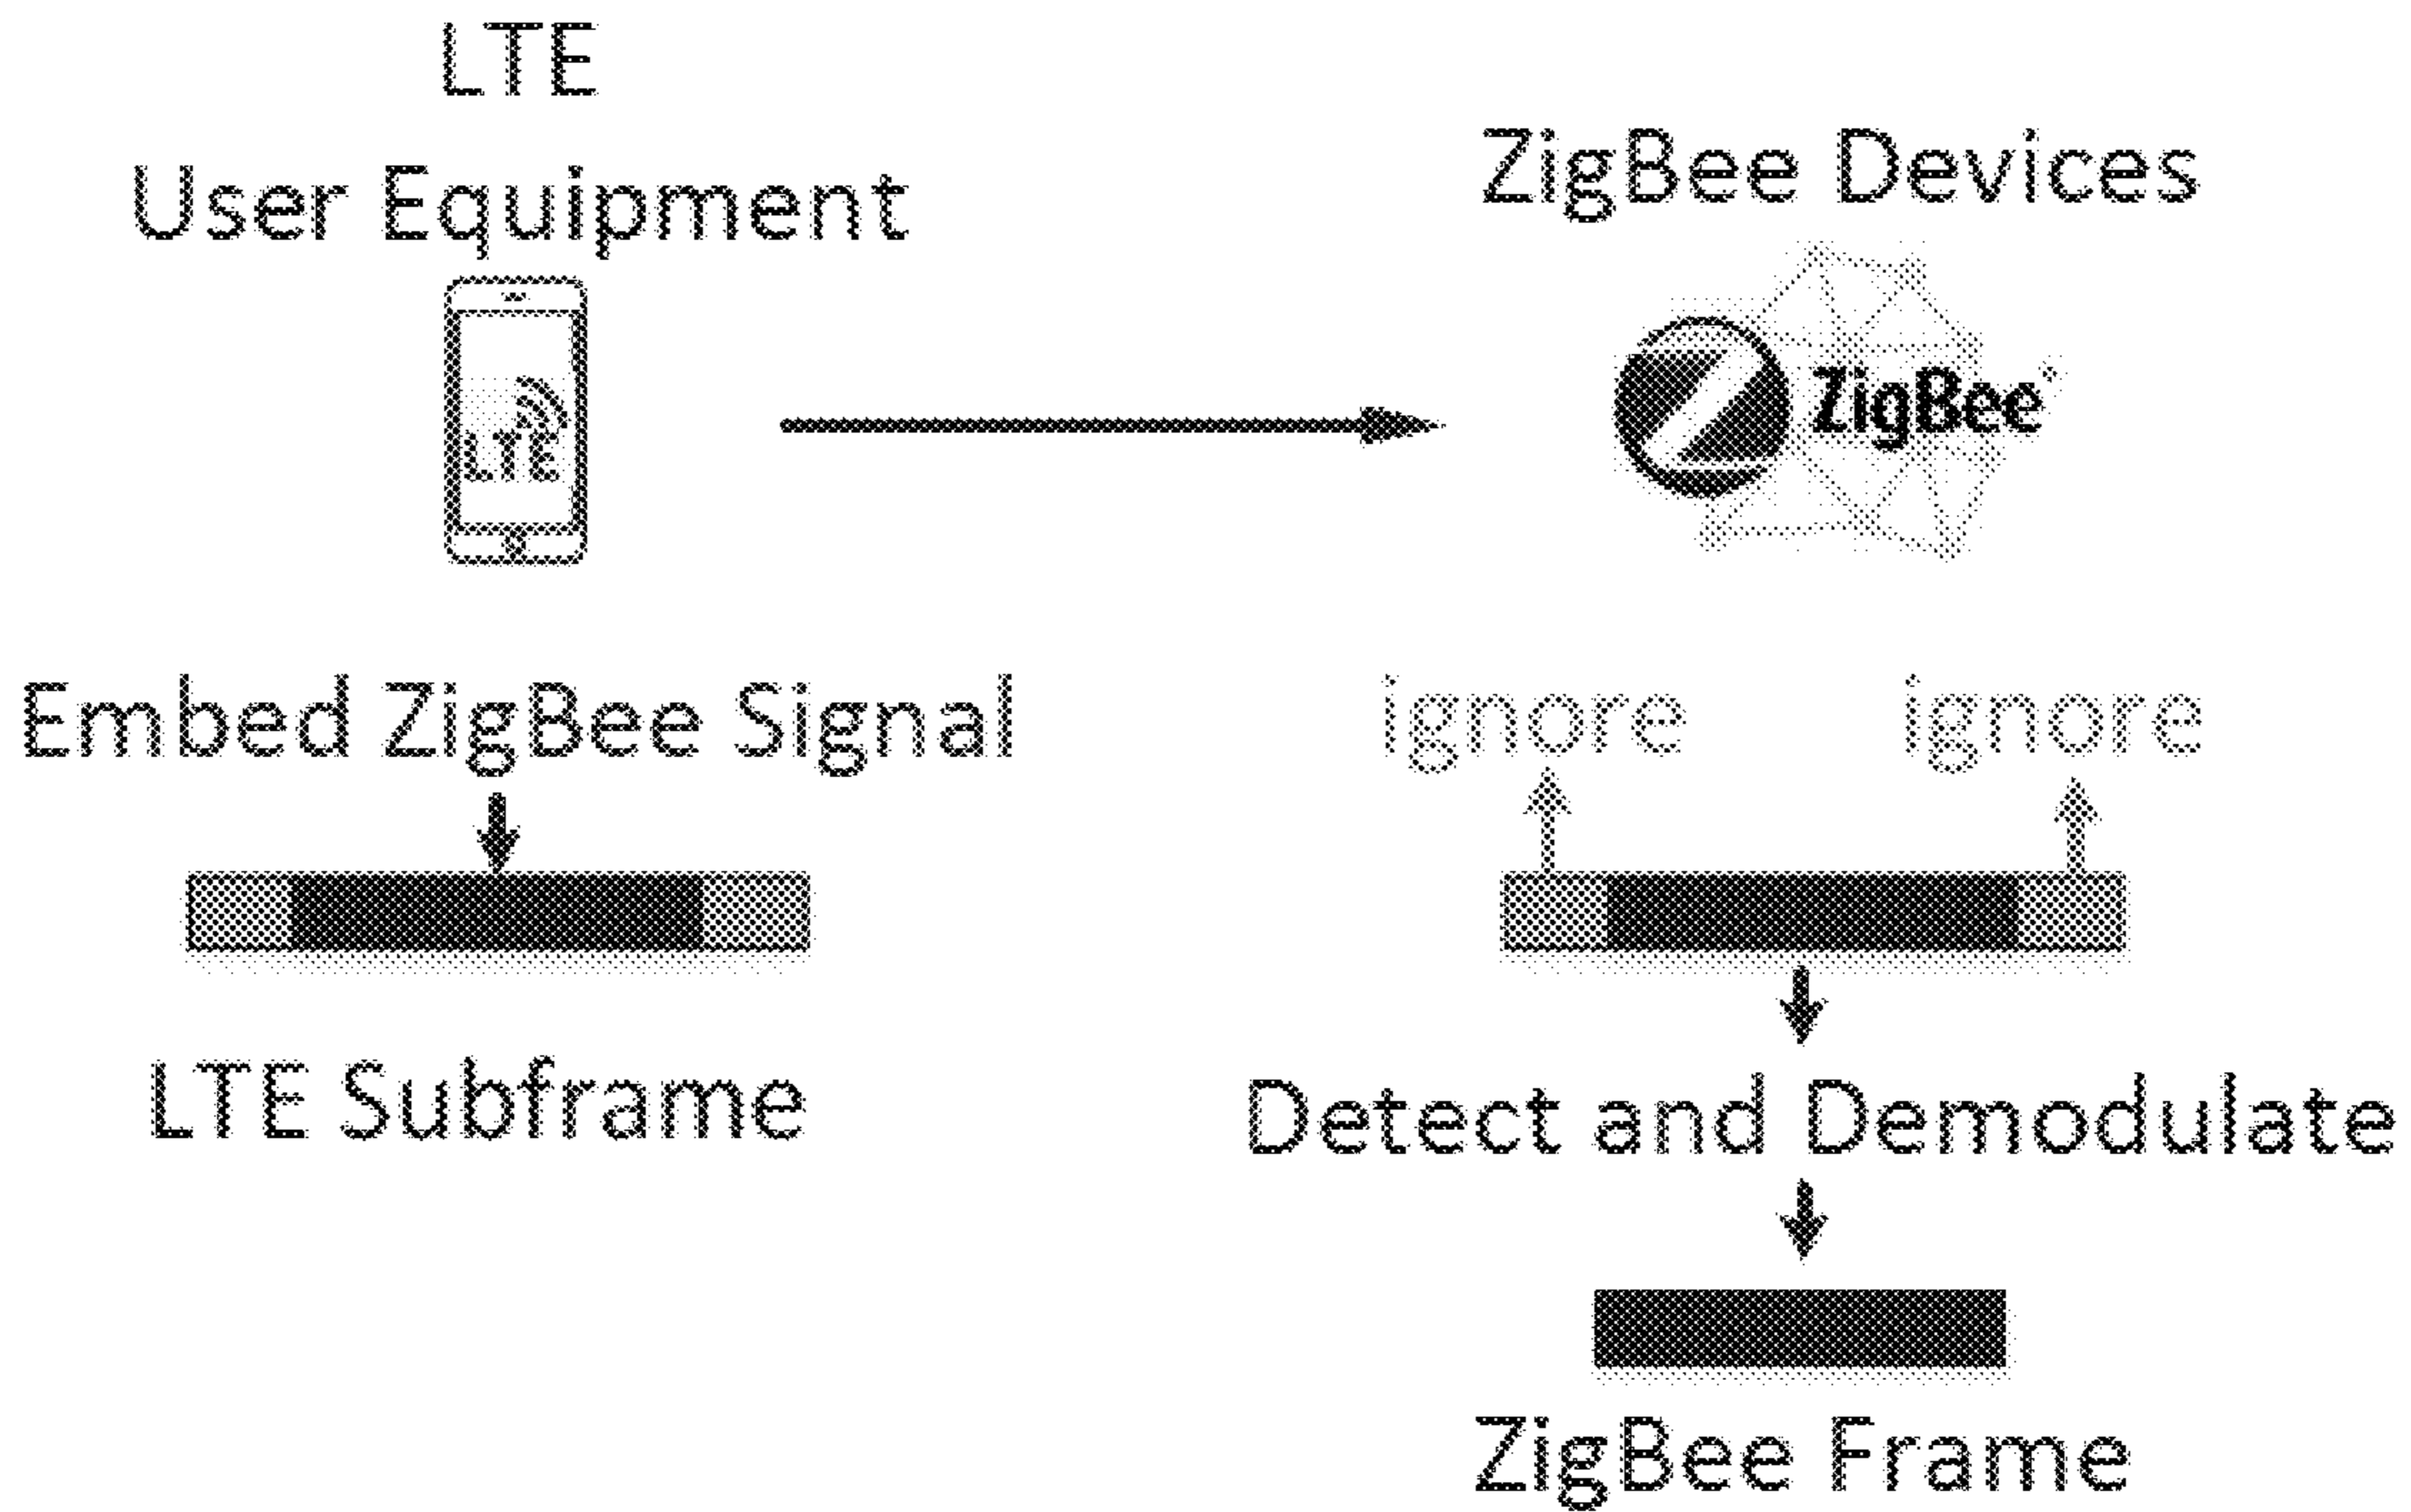 LTE
User Equipment
LTE
Embed ZigBee Signal
LTE Subframe
ZigBee Devices
ZigBee
ignore ignore
Detect and Demodulate
ZigBee Frame